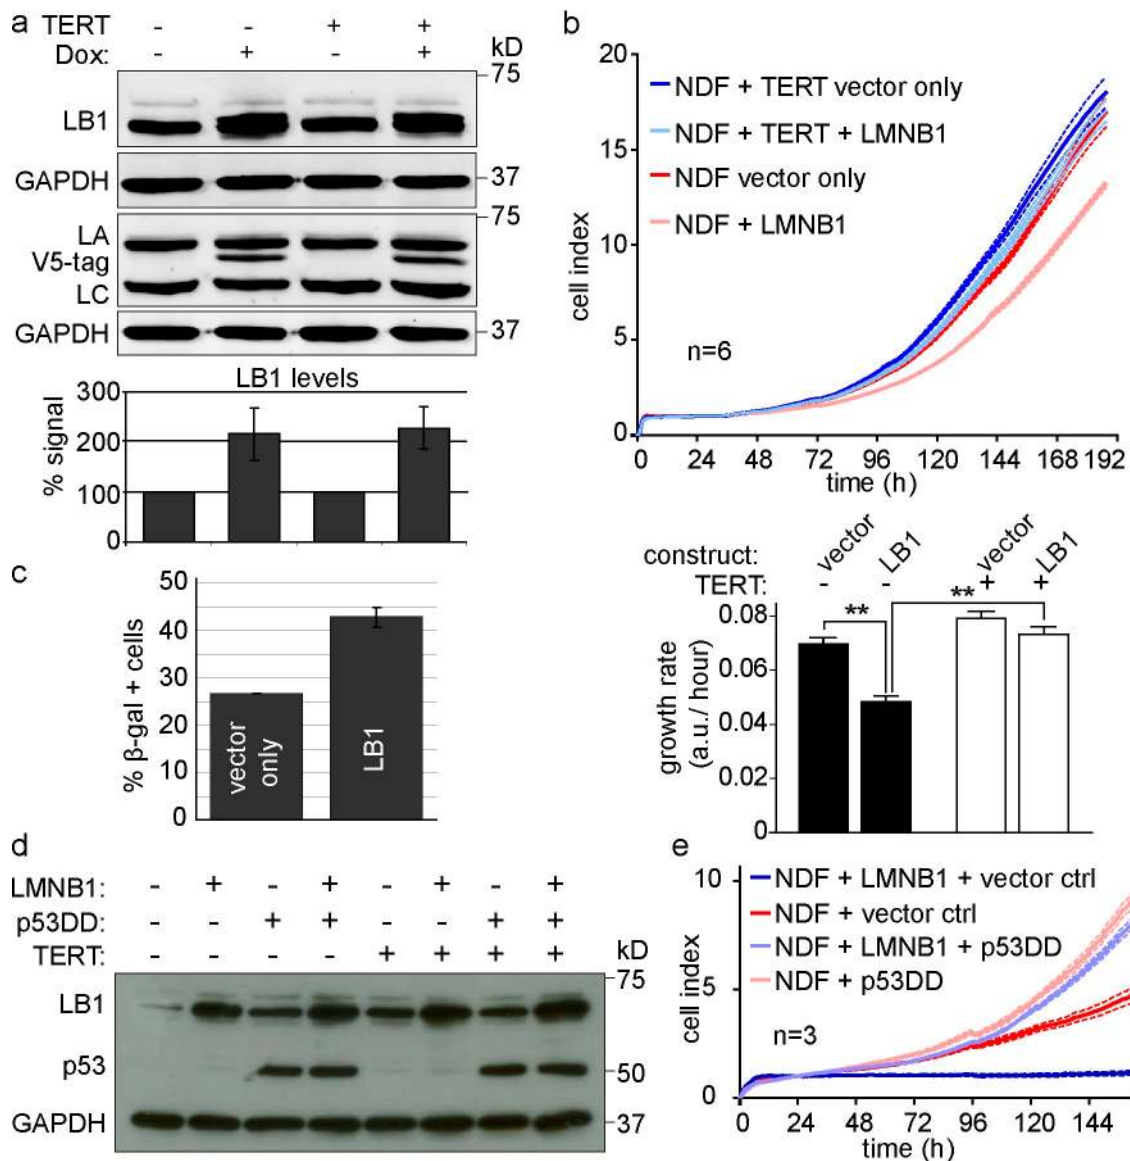 a
TERT - - + +
Dox: - + - + kD
75
LB1
GAPDH 37
75
LA
V5-tag
LC
GAPDH 37
LB1 levels
% signal
300
200
100
0
b
NDF + TERT vector only
NDF + TERT + LMNB1
NDF vector only
NDF + LMNB1
n=6
cell index
20
15
10
5
0
0 24 48 72 96 120 144 168 192
time (h)
construct: vector LB1 vector LB1
TERT: - - + +
** **
growth rate
(a.u./ hour)
0.08
0.06
0.04
0.02
0
c
% β-gal + cells
50
40
30
20
10
0
vector
only
LB1
d
LMNB1: - + - + - + - +
p53DD: - - + + - - + +
TERT: - - - - + + + + kD
75
LB1
p53 50
GAPDH 37
e
NDF + LMNB1 + vector ctrl
NDF + vector ctrl
NDF + LMNB1 + p53DD
NDF + p53DD
n=3
cell index
10
5
0
0 24 48 72 96 120 144
time (h)